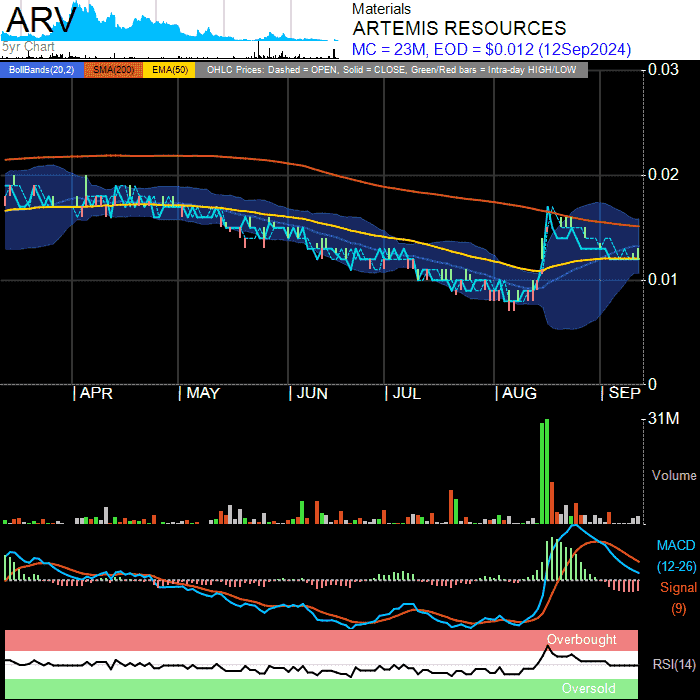 ARV
5yr Chart
Materials
ARTEMIS RESOURCES
MC = 23M, EOD = $0.012 (12Sep2024)
BollBands(20,2) SMA(200) EMA(50) OHLC Prices: Dashed = OPEN, Solid = CLOSE, Green/Red bars = Intra-day HIGH/LOW
0.03
0.02
0.01
0
APR MAY JUN JUL AUG SEP
31M
Volume
MACD
(12-26)
Signal
(9)
Overbought
RSI(14)
Oversold